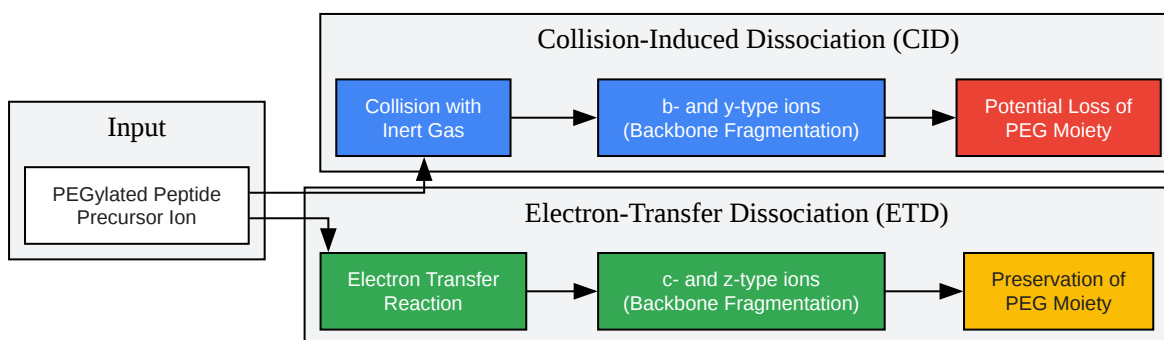 Collision-Induced Dissociation (CID)
Collision with
Inert Gas
b- and y-type ions
(Backbone Fragmentation)
Potential Loss of
PEG Moiety
Input
PEGylated Peptide
Precursor Ion
Electron-Transfer Dissociation (ETD)
Electron Transfer
Reaction
c- and z-type ions
(Backbone Fragmentation)
Preservation of
PEG Moiety